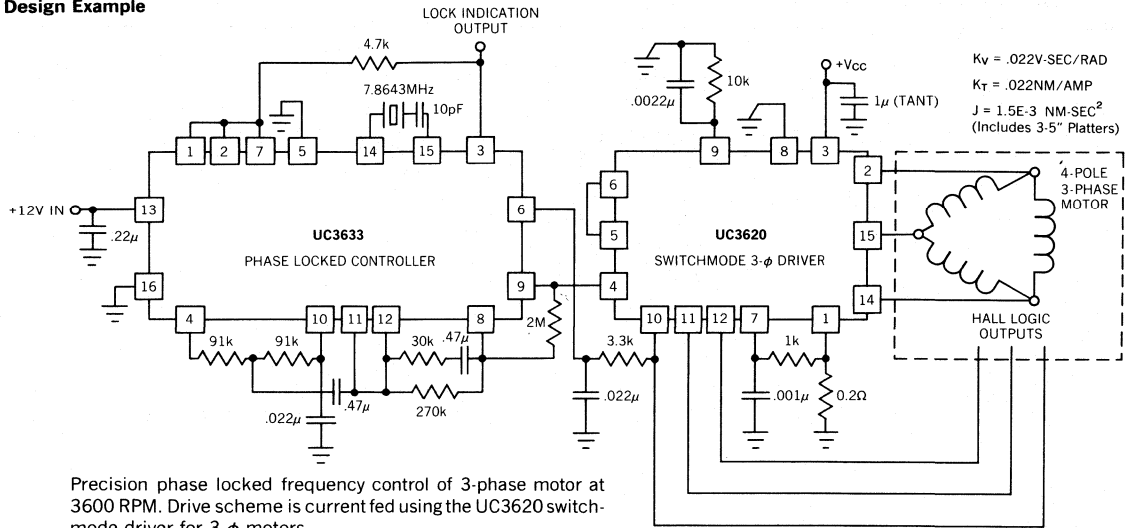 Design Example
LOCK INDICATION
OUTPUT
4.7k
7.8643MHz
10pF
1 2 7 5 14 15 3
+12V IN
13
.22µ
16
UC3633
PHASE LOCKED CONTROLLER
6
9
4 10 11 12 8
91k 91k
30k .47µ
2M
.47µ
270k
.022µ
.0022µ
10k
+Vcc
1µ (TANT)
9 8 3
6
5
4
UC3620
SWITCHMODE 3-ϕ DRIVER
2
15
14
10 11 12 7 1
3.3k
1k
.022µ
.001µ
0.2Ω
KV = .022V-SEC/RAD
KT = .022NM/AMP
J = 1.5E-3 NM-SEC²
(Includes 3-5" Platters)
4-POLE
3-PHASE
MOTOR
HALL LOGIC
OUTPUTS
Precision phase locked frequency control of 3-phase motor at
3600 RPM. Drive scheme is current fed using the UC3620 switch-
mode driver for 3-ϕ motors.